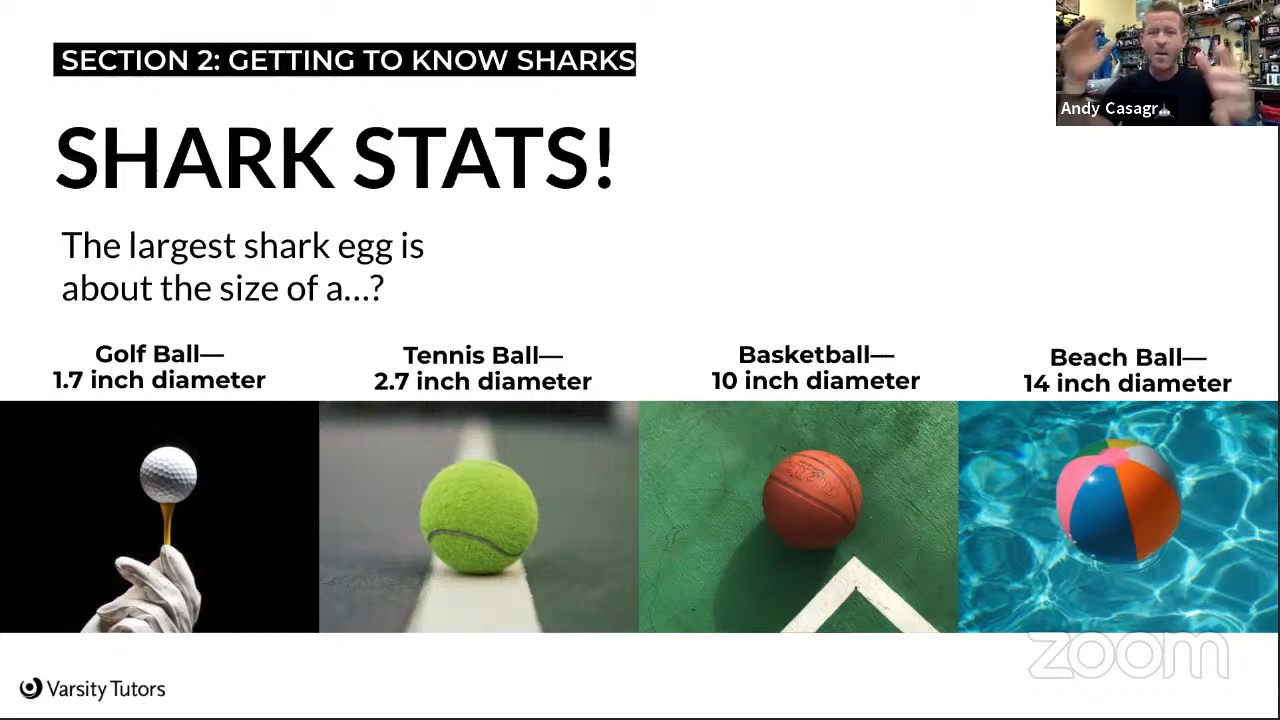 SECTION 2: GETTING TO KNOW SHARKS
Andy Casagr...
SHARK STATS!
The largest shark egg is
about the size of a...?
Golf Ball—
1.7 inch diameter
Tennis Ball—
2.7 inch diameter
Basketball—
10 inch diameter
Beach Ball—
14 inch diameter
zoom
Varsity Tutors